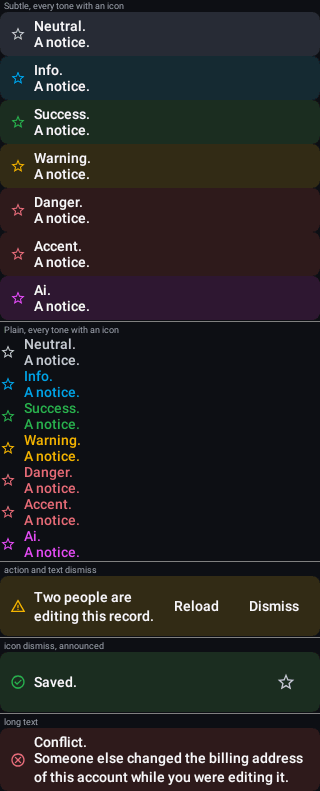 Subtle, every tone with an icon
Neutral.
A notice.
Info.
A notice.
Success.
A notice.
Warning.
A notice.
Danger.
A notice.
Accent.
A notice.
Ai.
A notice.
Plain, every tone with an icon
Neutral.
A notice.
Info.
A notice.
Success.
A notice.
Warning.
A notice.
Danger.
A notice.
Accent.
A notice.
Ai.
A notice.
action and text dismiss
Two people are
editing this record.
Reload
Dismiss
icon dismiss, announced
Saved.
long text
Conflict.
Someone else changed the billing address
of this account while you were editing it.